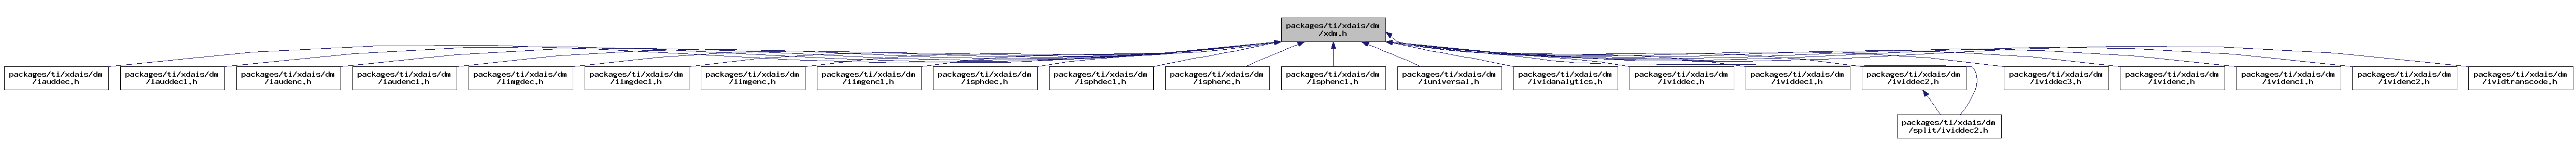 packages/ti/xdais/dm
/xdm.h
packages/ti/xdais/dm
/iauddec.h
packages/ti/xdais/dm
/iauddec1.h
packages/ti/xdais/dm
/iaudenc.h
packages/ti/xdais/dm
/iaudenc1.h
packages/ti/xdais/dm
/iimgdec.h
packages/ti/xdais/dm
/iimgdec1.h
packages/ti/xdais/dm
/iimgenc.h
packages/ti/xdais/dm
/iimgenc1.h
packages/ti/xdais/dm
/isphdec.h
packages/ti/xdais/dm
/isphdec1.h
packages/ti/xdais/dm
/isphenc.h
packages/ti/xdais/dm
/isphenc1.h
packages/ti/xdais/dm
/iuniversal.h
packages/ti/xdais/dm
/ividanalytics.h
packages/ti/xdais/dm
/ividdec.h
packages/ti/xdais/dm
/ividdec1.h
packages/ti/xdais/dm
/ividdec2.h
packages/ti/xdais/dm
/ividdec3.h
packages/ti/xdais/dm
/ividenc.h
packages/ti/xdais/dm
/ividenc1.h
packages/ti/xdais/dm
/ividenc2.h
packages/ti/xdais/dm
/ividtranscode.h
packages/ti/xdais/dm
/split/ividdec2.h